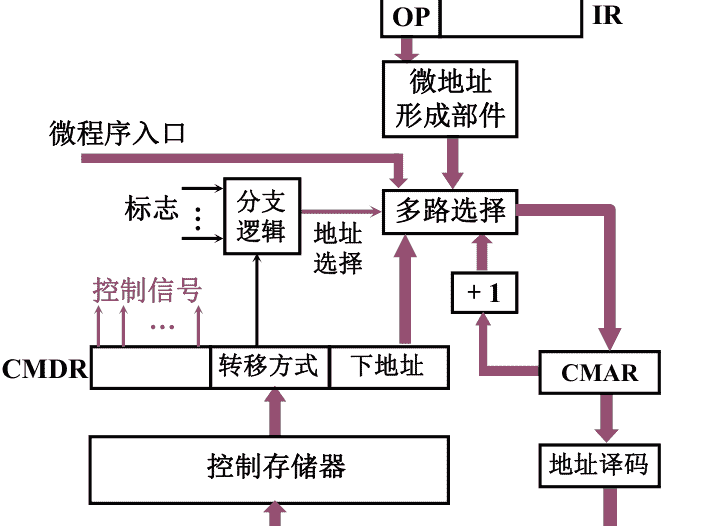 OP
IR
微地址
形成部件
微程序入口
标志
⋮
分支
逻辑
地址
选择
多路选择
控制信号
…
+ 1
CMDR
转移方式
下地址
CMAR
控制存储器
地址译码